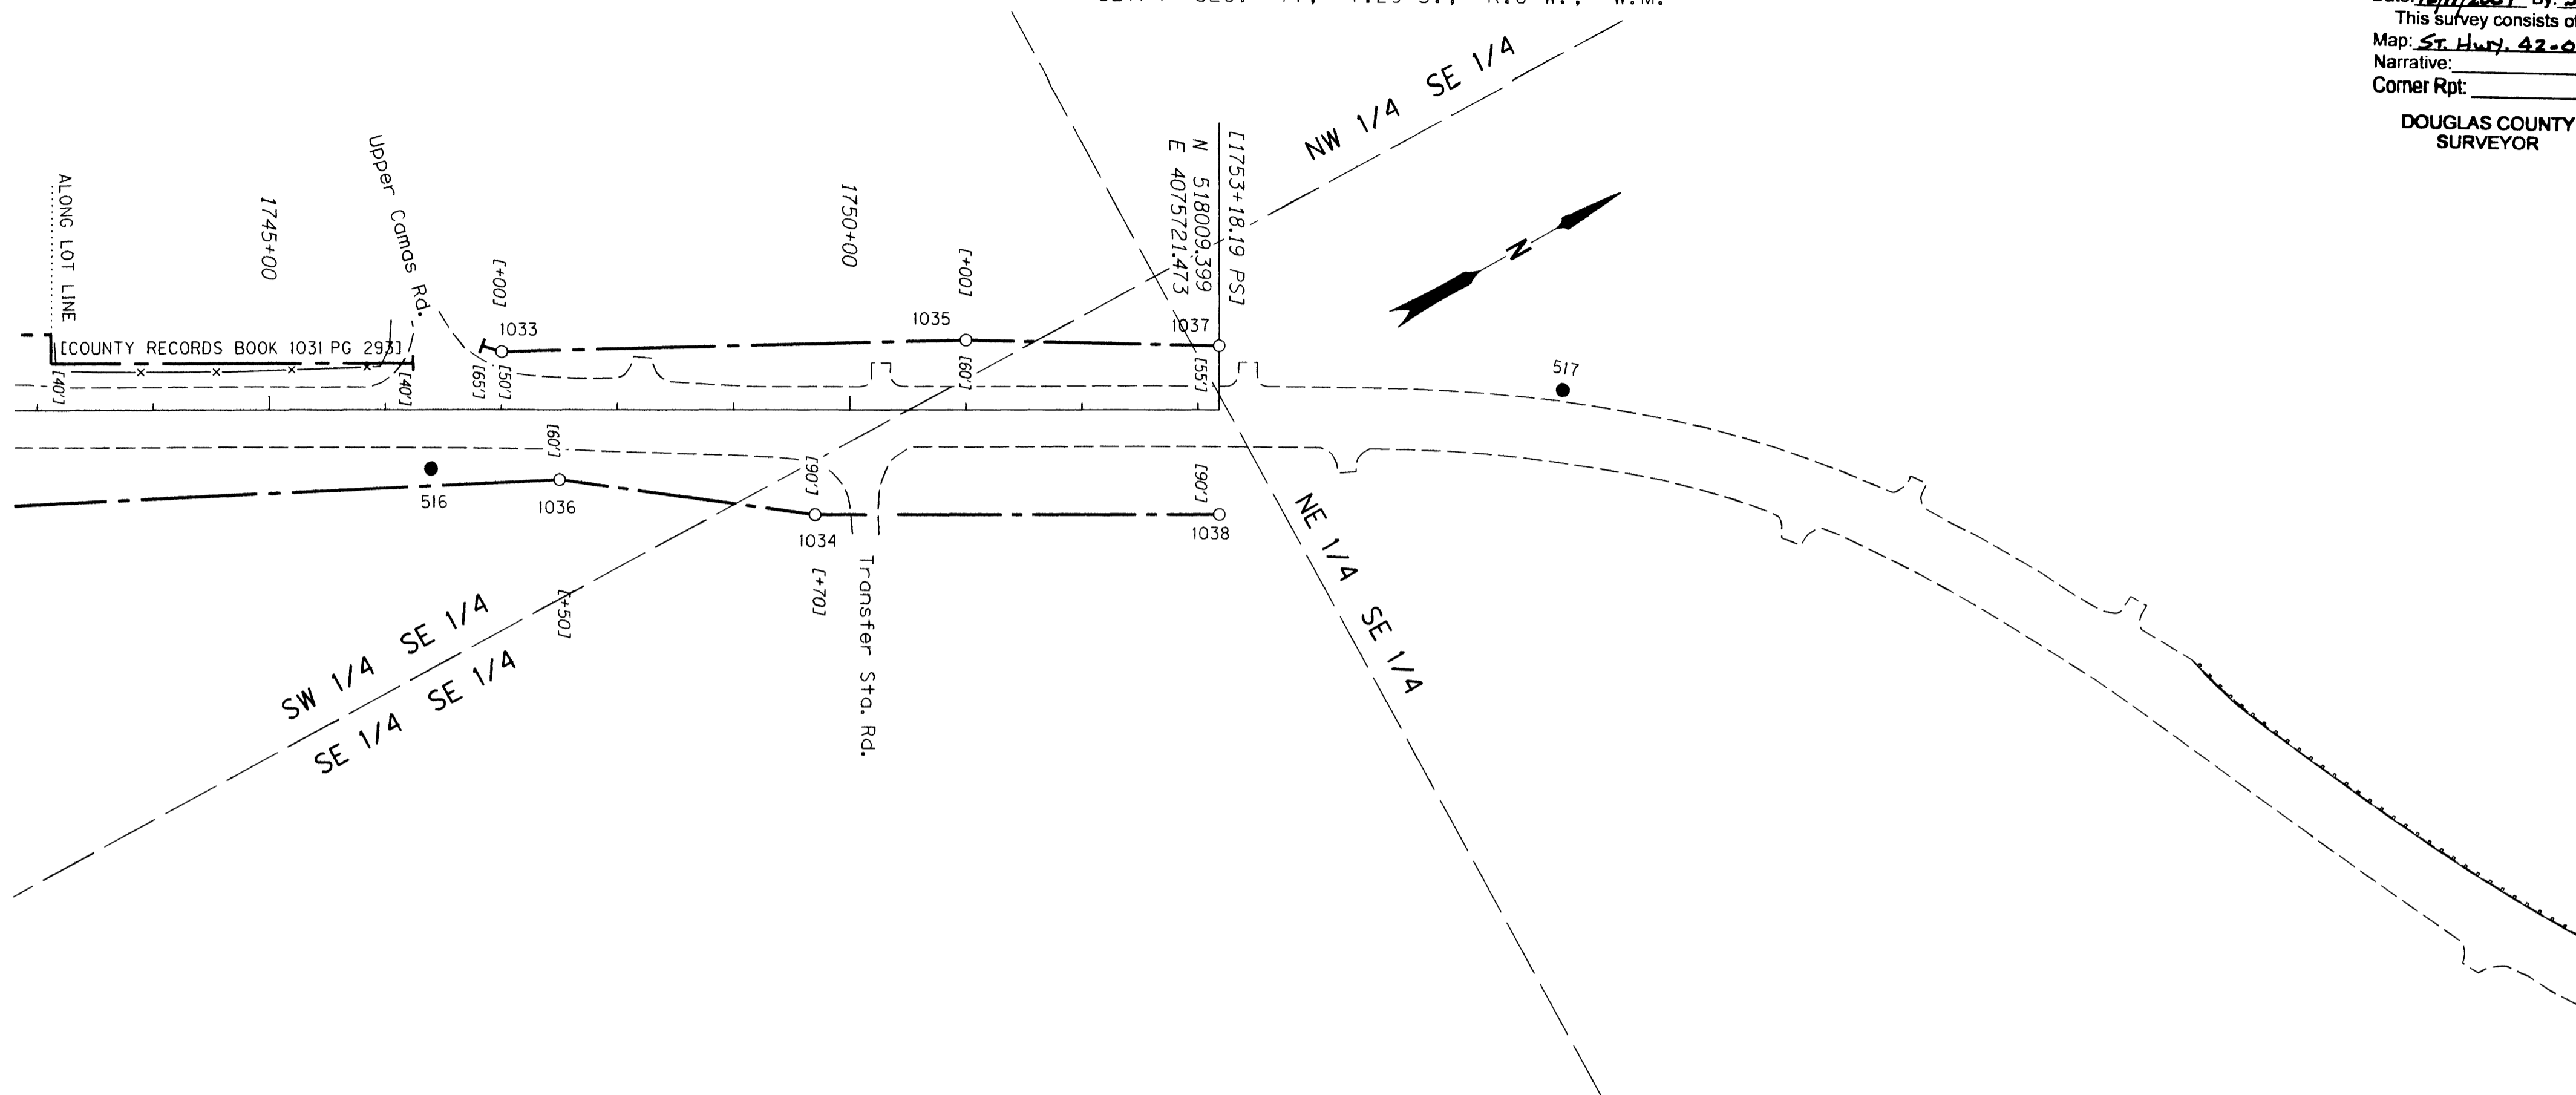 This survey consists of
Map: St. Hwy. 42-0
Narrative:
Corner Rpt:
DOUGLAS COUNTY
SURVEYOR
NW 1/4 SE 1/4
[1753+18.19 PS]
N 518009.399
E 4075721.473
N
ALONG LOT LINE
1745+00
Upper Camas Rd.
[+00]
1750+00
[+00]
1033
1035
1037
517
[COUNTY RECORDS BOOK 1031 PG 293]
[40']
[40']
[65']
[50']
[60']
[55']
[60']
[90']
[90']
516
1036
1034
1038
[+50]
[+70]
Transfer Sta. Rd.
NE 1/4 SE 1/4
SW 1/4 SE 1/4
SE 1/4 SE 1/4